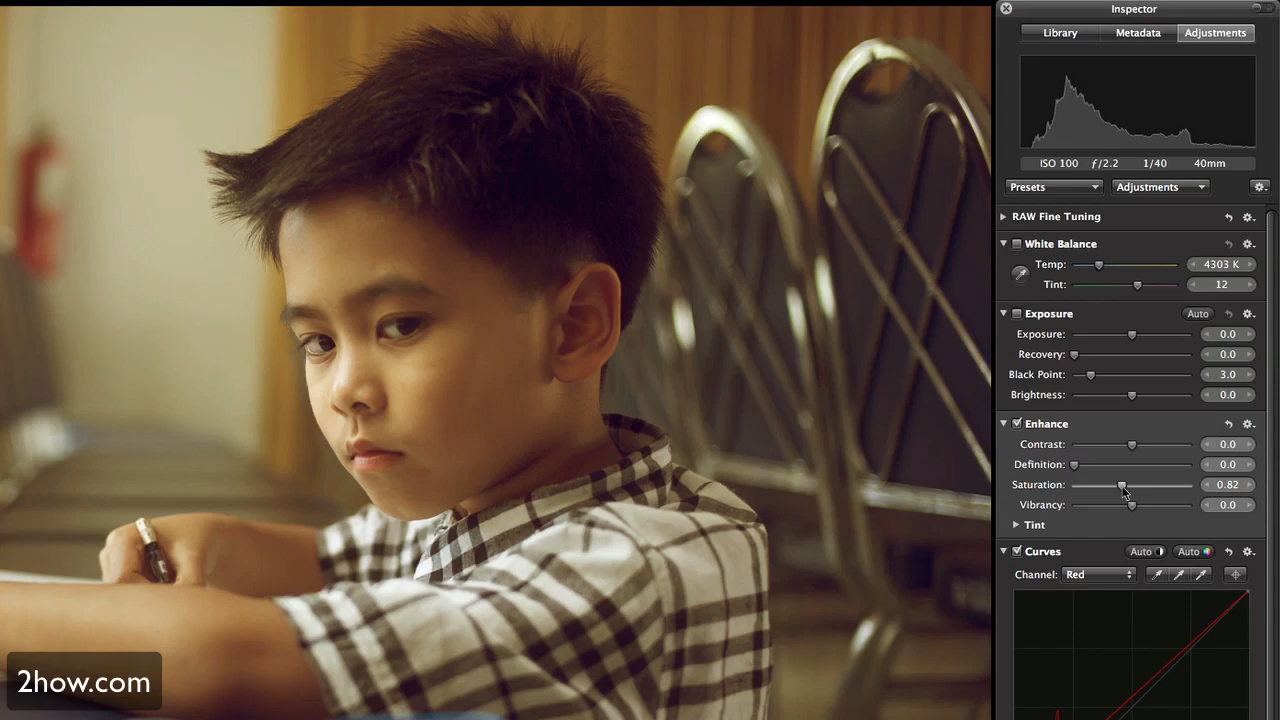 Inspector
Library Metadata Adjustments
ISO 100 ƒ/2.2 1/40 40mm
Presets Adjustments
RAW Fine Tuning
White Balance
Temp: 4303 K
Tint: 12
Exposure Auto
Exposure: 0.0
Recovery: 0.0
Black Point: 3.0
Brightness: 0.0
Enhance
Contrast: 0.0
Definition: 0.0
Saturation: 0.82
Vibrancy: 0.0
Tint
Curves Auto Auto
Channel: Red
2how.com